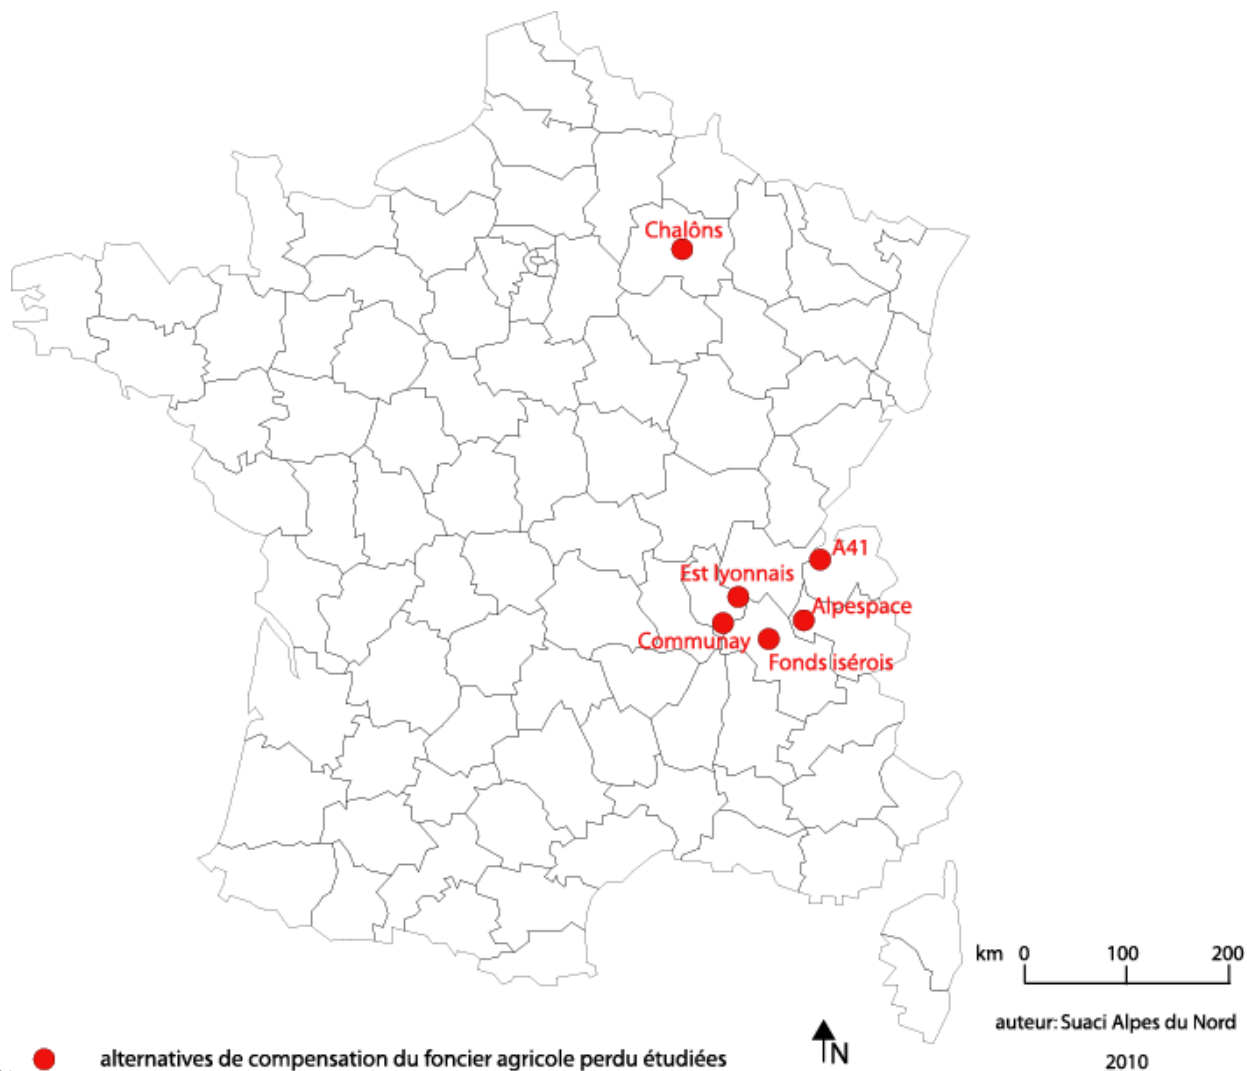 Chalôns
A41
Est lyonnais
Alpespace
Communay
Fonds isérois
km 0 100 200
auteur: Suaci Alpes du Nord
N
2010
alternatives de compensation du foncier agricole perdu étudiées